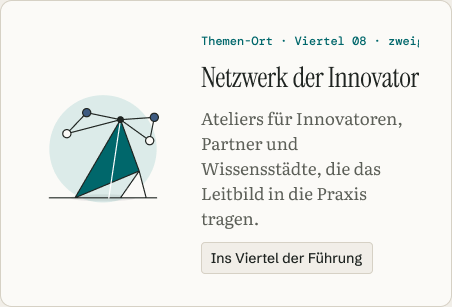 Themen-Ort · Viertel 08 · zwei
Netzwerk der Innovator
Ateliers für Innovatoren,
Partner und
Wissensstädte, die das
Leitbild in die Praxis
tragen.
Ins Viertel der Führung